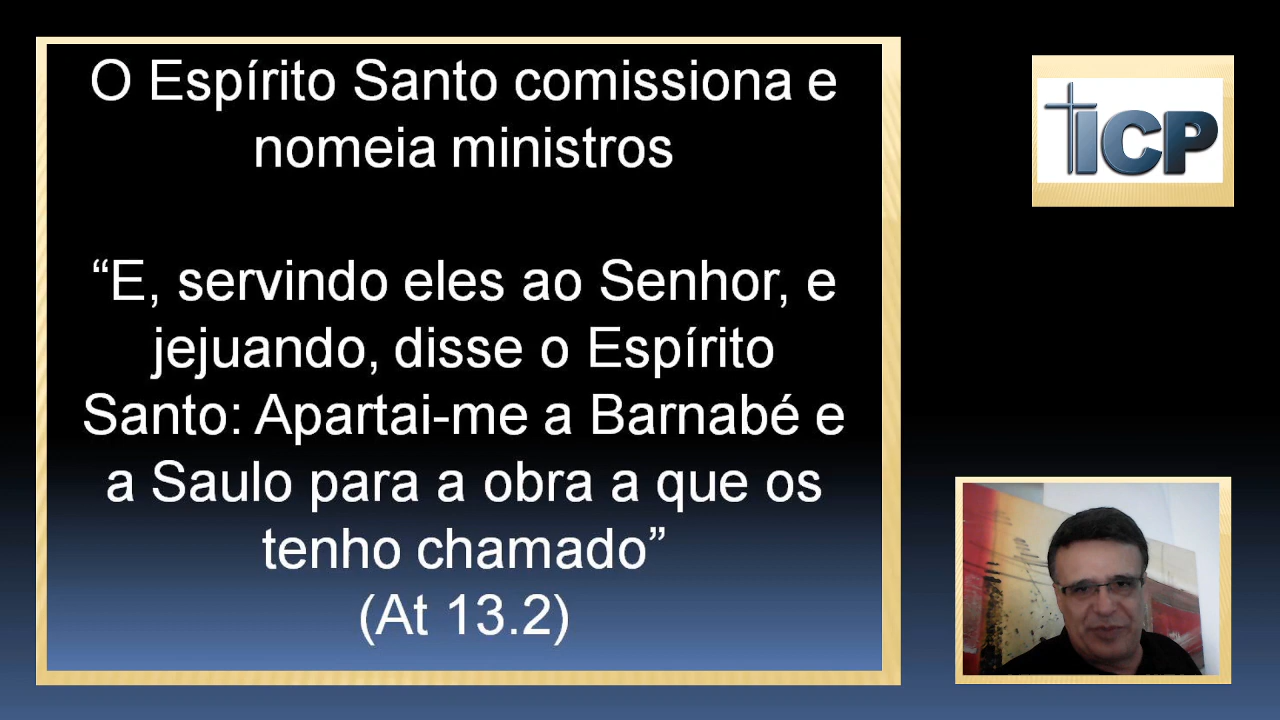 O Espírito Santo comissiona e
nomeia ministros
“E, servindo eles ao Senhor, e
jejuando, disse o Espírito
Santo: Apartai-me a Barnabé e
a Saulo para a obra a que os
tenho chamado”
(At 13.2)
ICP